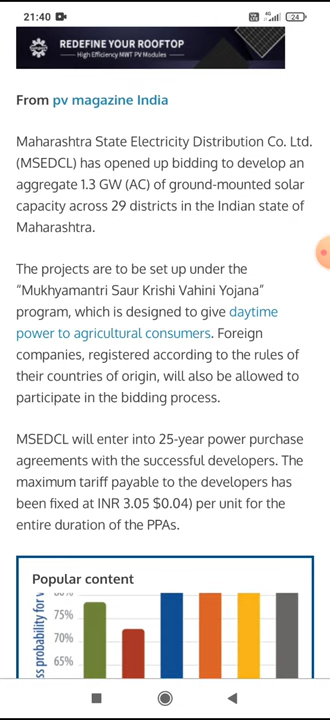 21:40
4G
24
REDEFINE YOUR ROOFTOP
High Efficiency MWT PV Modules
From pv magazine India
Maharashtra State Electricity Distribution Co. Ltd.
(MSEDCL) has opened up bidding to develop an
aggregate 1.3 GW (AC) of ground-mounted solar
capacity across 29 districts in the Indian state of
Maharashtra.
The projects are to be set up under the
“Mukhyamantri Saur Krishi Vahini Yojana”
program, which is designed to give daytime
power to agricultural consumers. Foreign
companies, registered according to the rules of
their countries of origin, will also be allowed to
participate in the bidding process.
MSEDCL will enter into 25-year power purchase
agreements with the successful developers. The
maximum tariff payable to the developers has
been fixed at INR 3.05 $0.04) per unit for the
entire duration of the PPAs.
Popular content
80%
75%
70%
65%
probability for